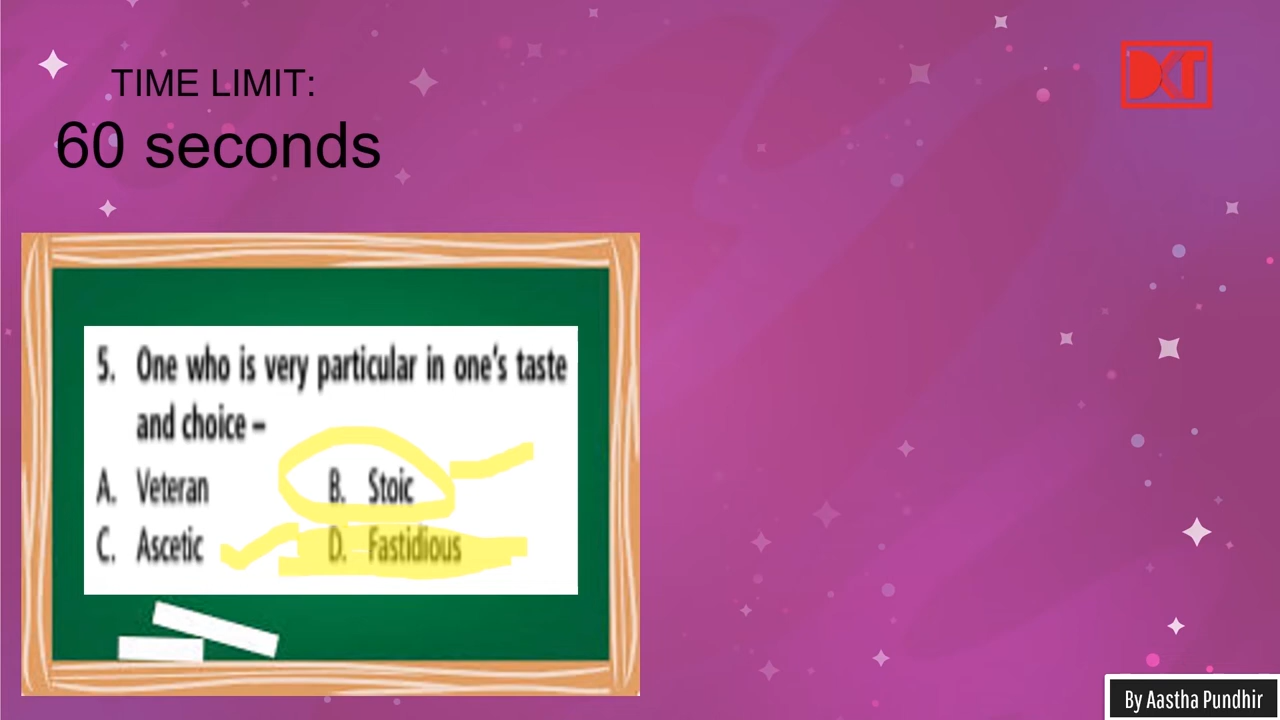 TIME LIMIT:
60 seconds
DKT
5. One who is very particular in one's taste
and choice –
A. Veteran B. Stoic
C. Ascetic D. Fastidious
By Aastha Pundhir